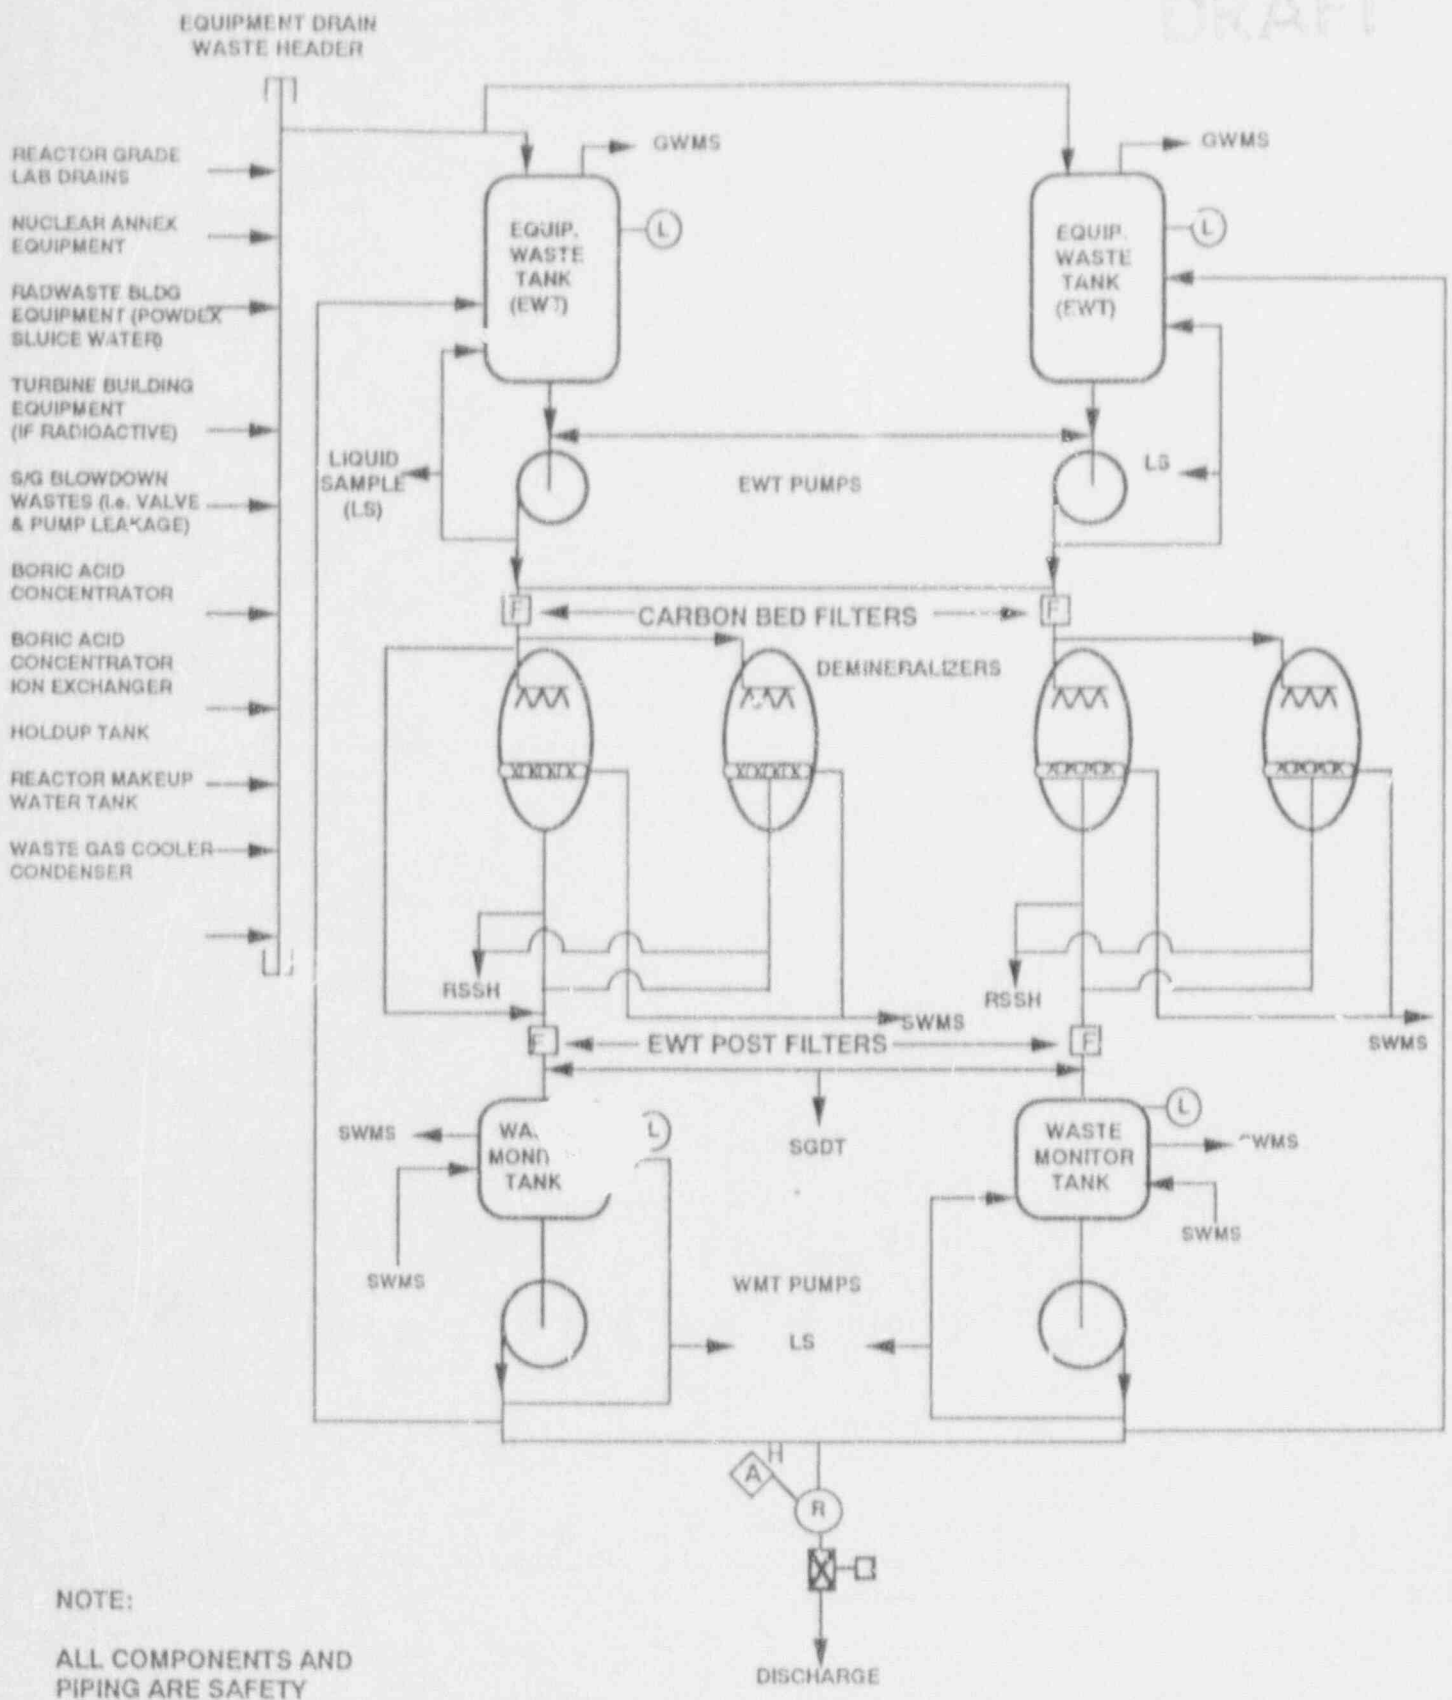 DRAFT
EQUIPMENT DRAIN
WASTE HEADER
REACTOR GRADE
LAB DRAINS
NUCLEAR ANNEX
EQUIPMENT
RADWASTE BLDG
EQUIPMENT (POWDEX
SLUICE WATER)
TURBINE BUILDING
EQUIPMENT
(IF RADIOACTIVE)
S/G BLOWDOWN
WASTES (i.e. VALVE
& PUMP LEAKAGE)
BORIC ACID
CONCENTRATOR
BORIC ACID
CONCENTRATOR
ION EXCHANGER
HOLDUP TANK
REACTOR MAKEUP
WATER TANK
WASTE GAS COOLER
CONDENSER
GWMS
GWMS
EQUIP.
WASTE
TANK
(EWT)
L
EQUIP.
WASTE
TANK
(EWT)
L
LIQUID
SAMPLE
(LS)
EWT PUMPS
LS
F
CARBON BED FILTERS
F
DEMINERALIZERS
RSSH
RSSH
SWMS
SWMS
F
EWT POST FILTERS
F
SWMS
WA
TANK
L
SWMS
SGDT
WASTE
MONITOR
TANK
L
WMS
SWMS
WMT PUMPS
LS
H
A
R
DISCHARGE
NOTE:
ALL COMPONENTS AND
PIPING ARE SAFETY